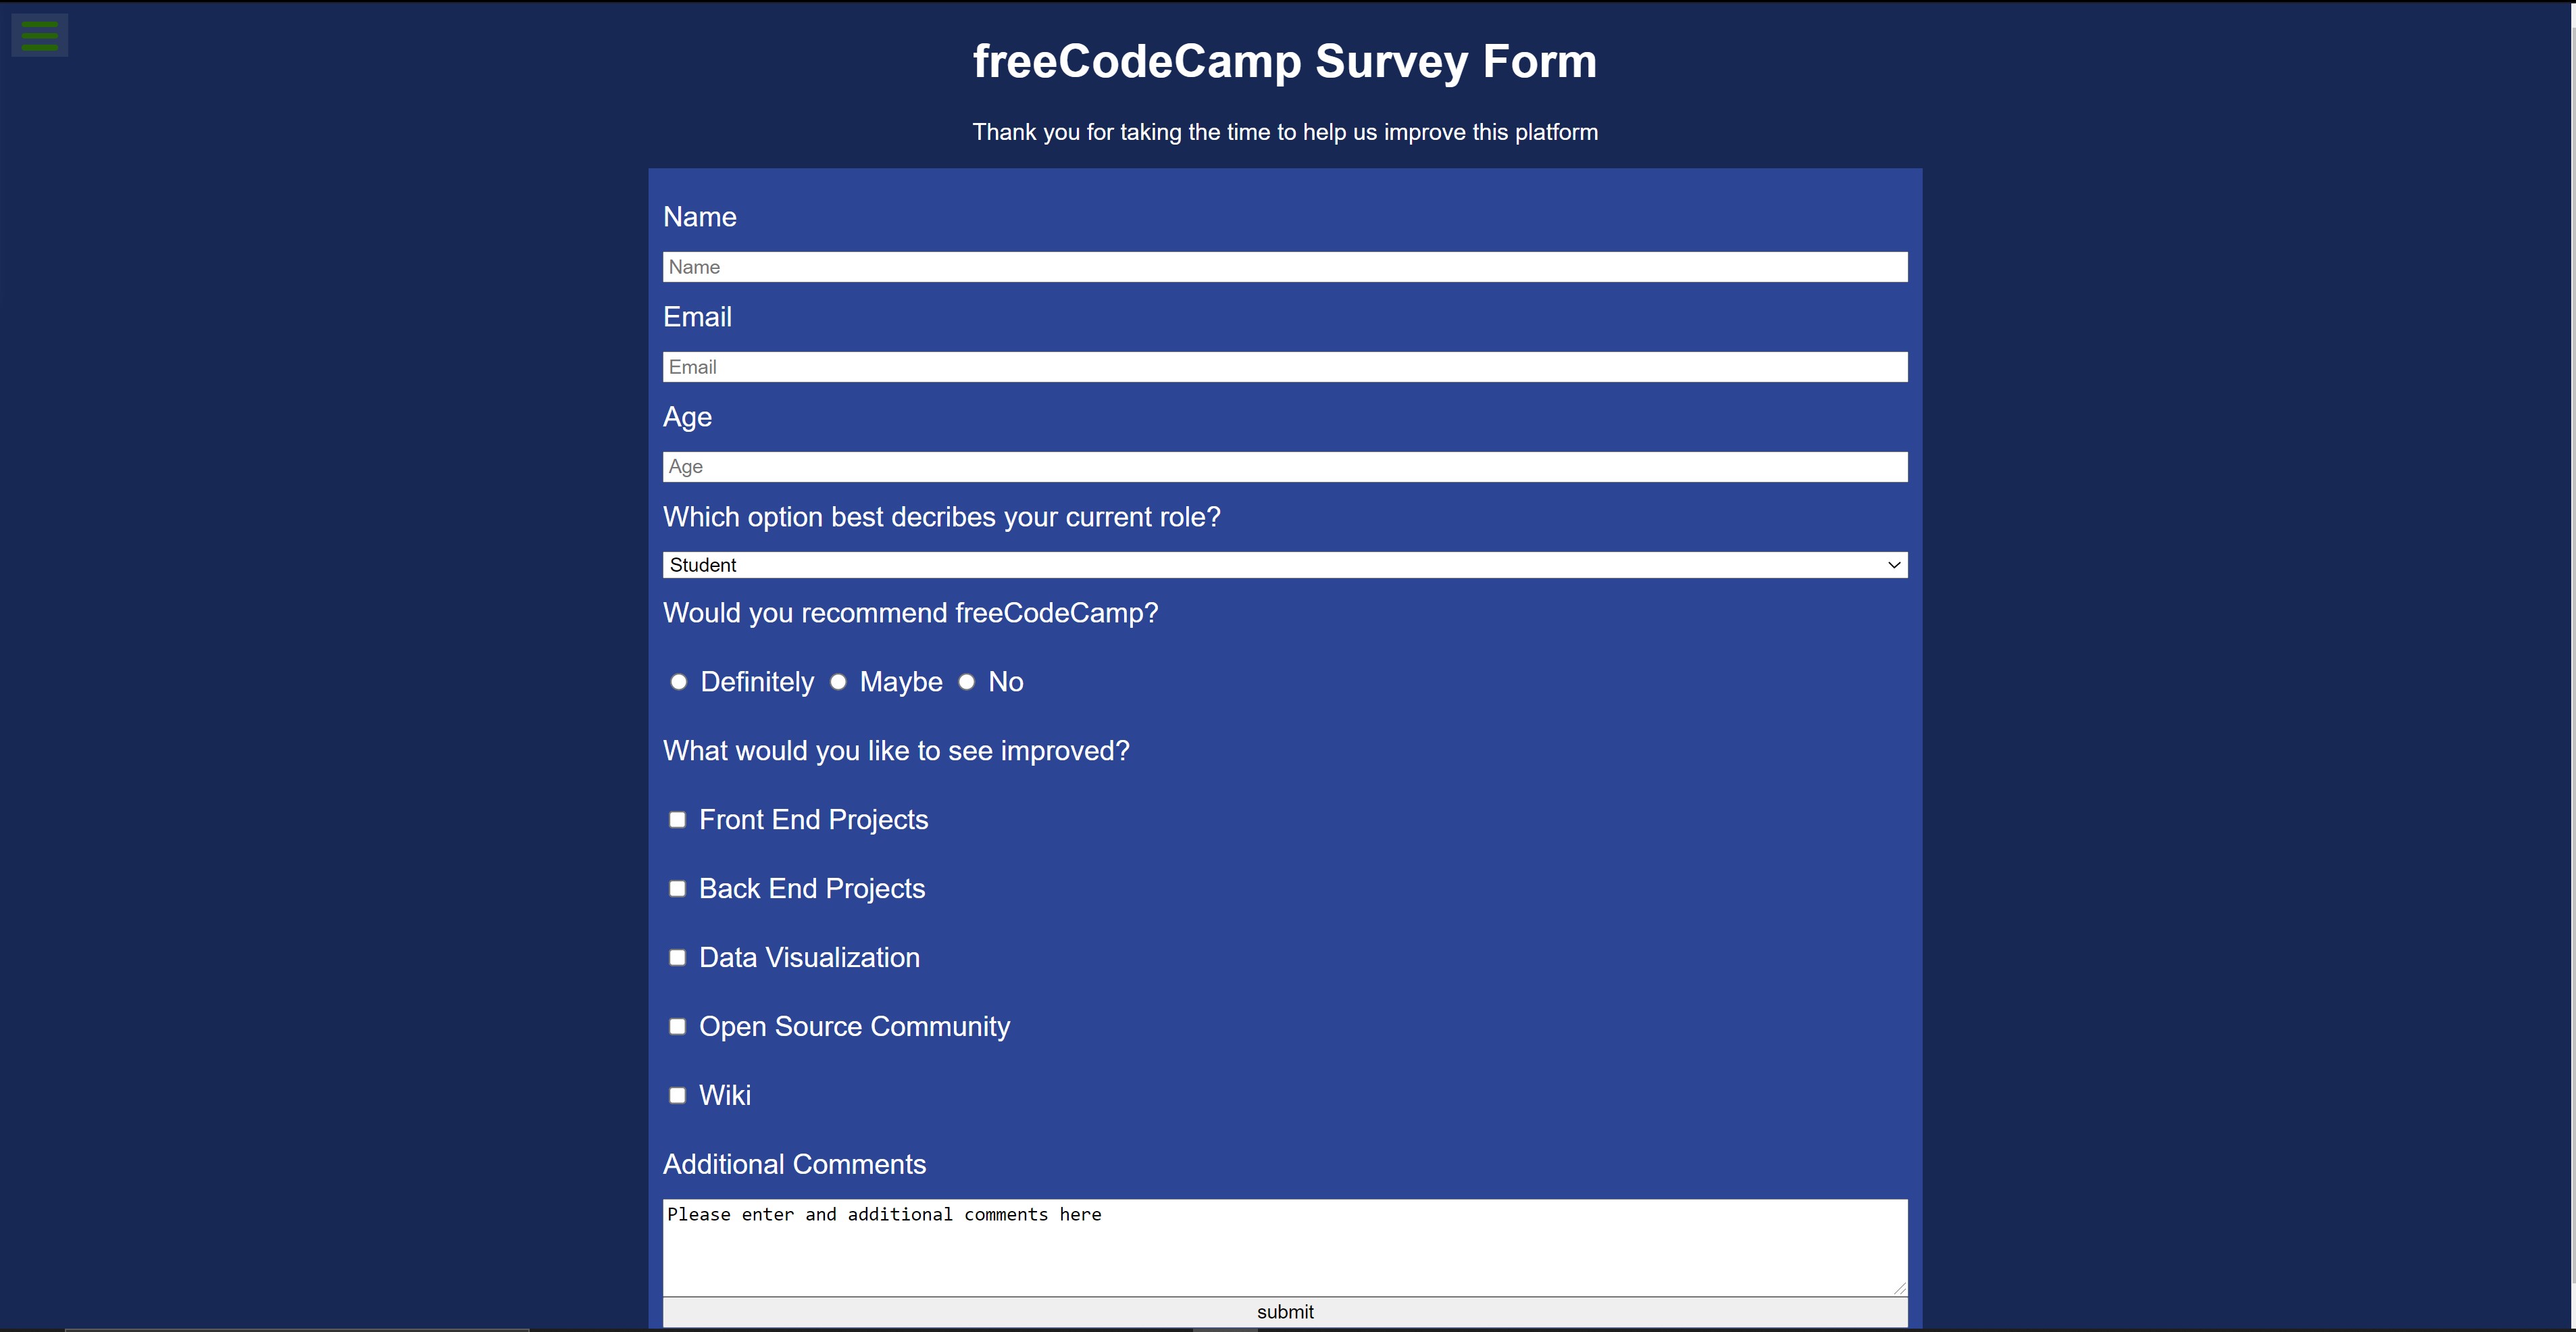 freeCodeCamp Survey Form
Thank you for taking the time to help us improve this platform
Name
Name
Email
Email
Age
Age
Which option best decribes your current role?
Student
Would you recommend freeCodeCamp?
Definitely Maybe No
What would you like to see improved?
Front End Projects
Back End Projects
Data Visualization
Open Source Community
Wiki
Additional Comments
Please enter and additional comments here
submit